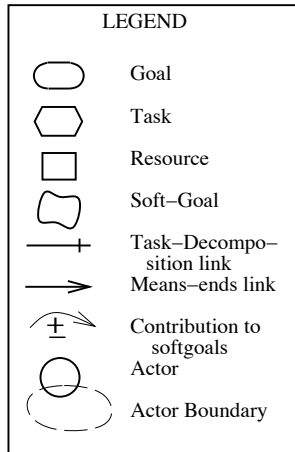 LEGEND
Goal
Task
Resource
Soft−Goal
Task−Decompo−
sition link
Means−ends link
±
Contribution to
softgoals
Actor
Actor Boundary